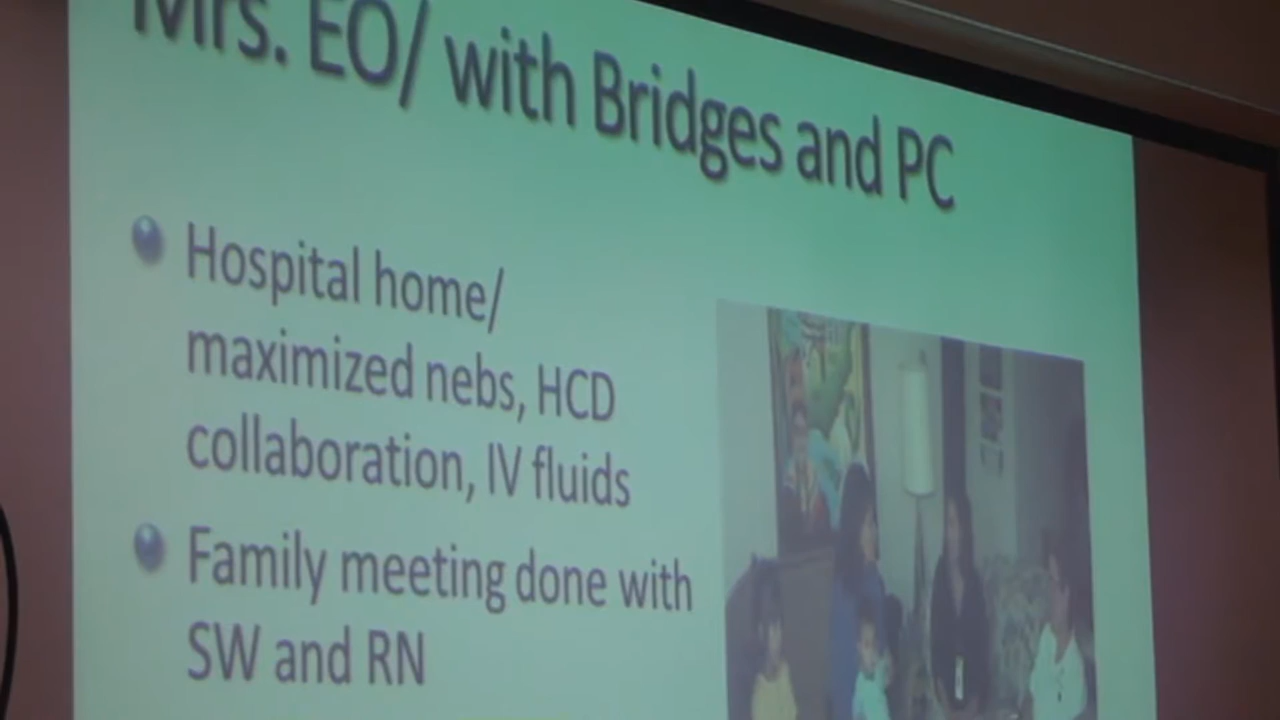 Mrs. EO/ with Bridges and PC
Hospital home/
maximized nebs, HCD
collaboration, IV fluids
Family meeting done with
SW and RN